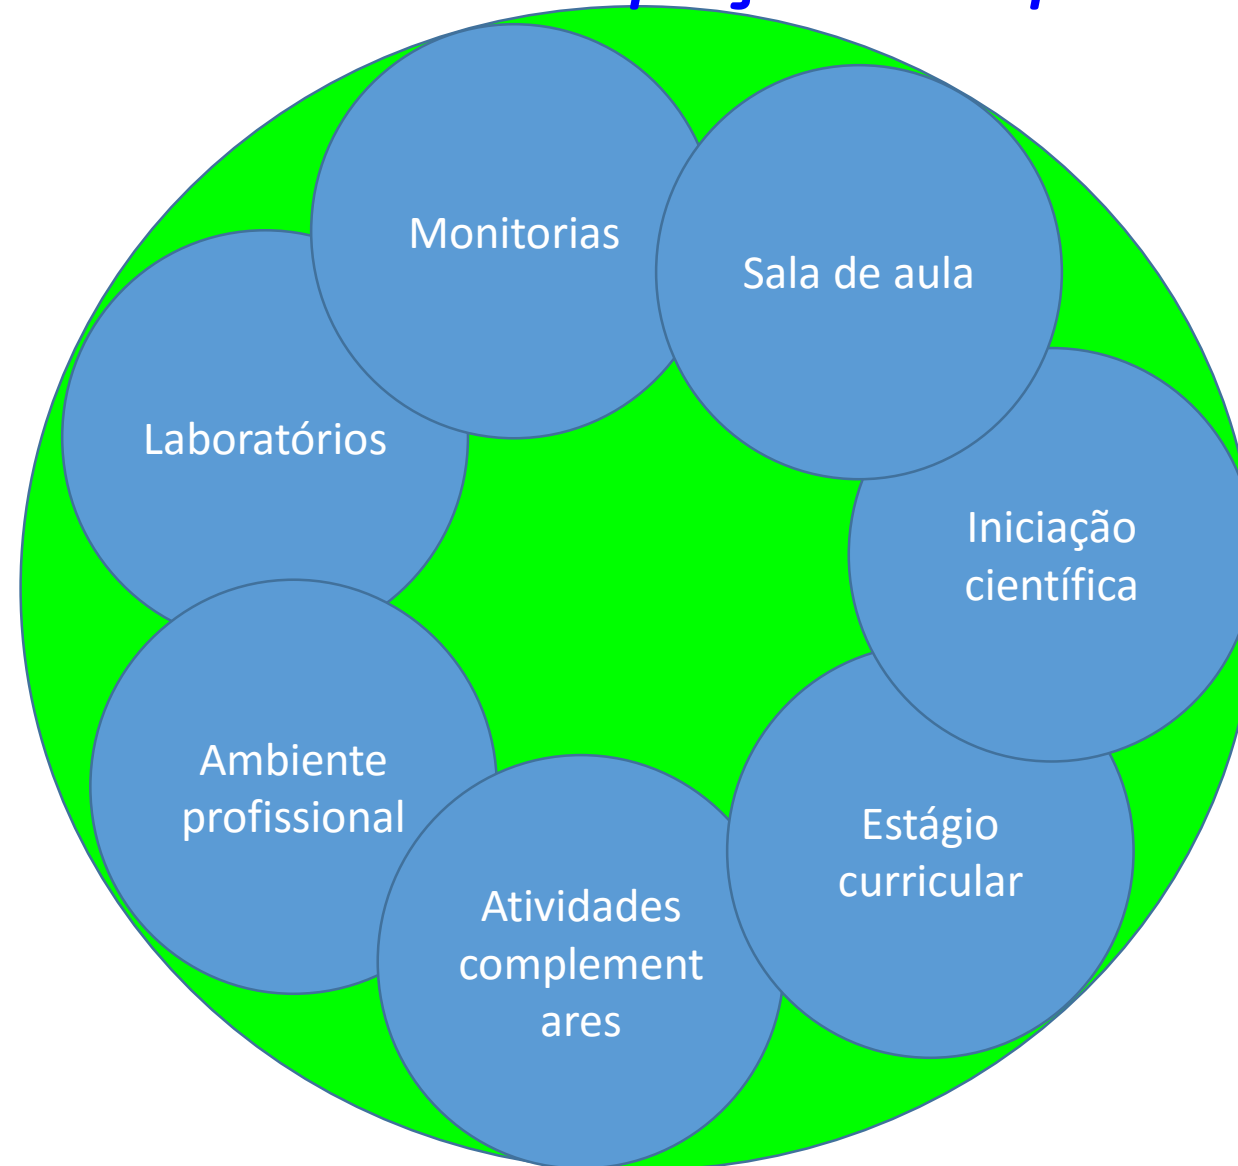 Monitorias
Sala de aula
Laboratórios
Iniciação
científica
Ambiente
profissional
Estágio
curricular
Atividades
complement
ares